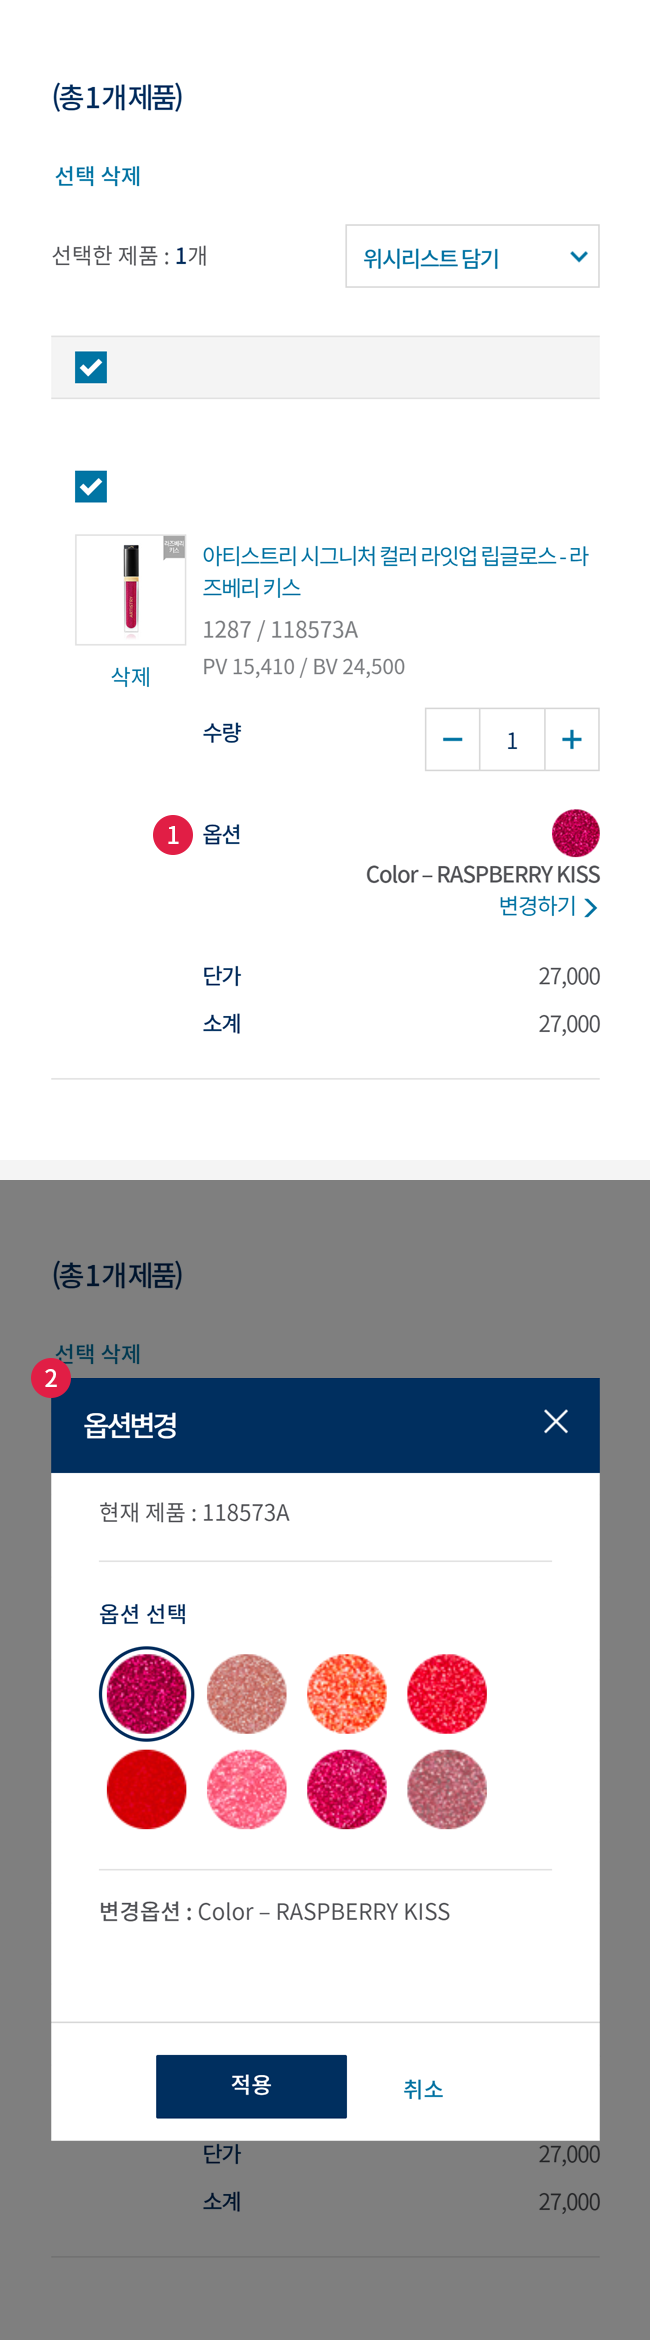 (총1개 제품)
선택 삭제
선택한 제품 : 1개
위시리스트 담기
라즈베리
키스
아티스트리 시그니처 컬러 라잇업 립글로스 - 라
즈베리 키스
1287 / 118573A
PV 15,410 / BV 24,500
삭제
수량
1
1 옵션
Color – RASPBERRY KISS
변경하기
단가 27,000
소계 27,000
(총1개 제품)
선택 삭제
2
옵션변경
현재 제품 : 118573A
옵션 선택
변경옵션 : Color – RASPBERRY KISS
적용 취소
단가 27,000
소계 27,000